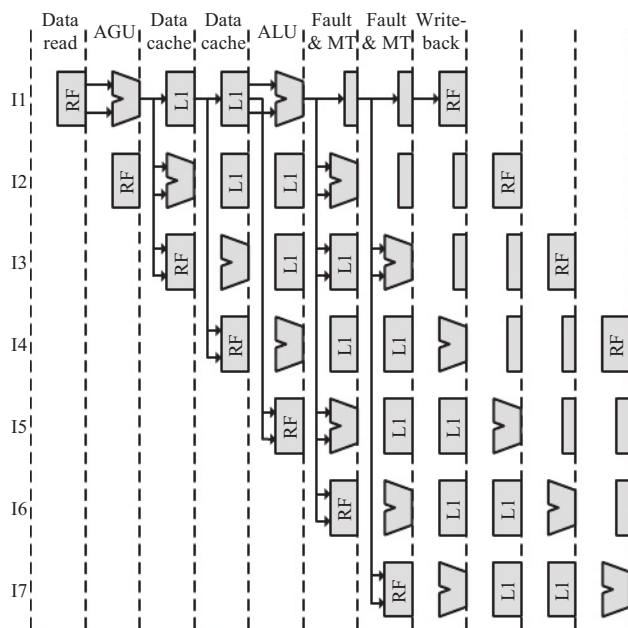 Data read
AGU
Data cache
Data cache
ALU
Fault & MT
Fault & MT
Write-back
I1 RF L1 L1 RF
I2 RF L1 L1 RF
I3 RF L1 L1 RF
I4 RF L1 L1 RF
I5 RF L1 L1
I6 RF L1 L1
I7 RF L1 L1